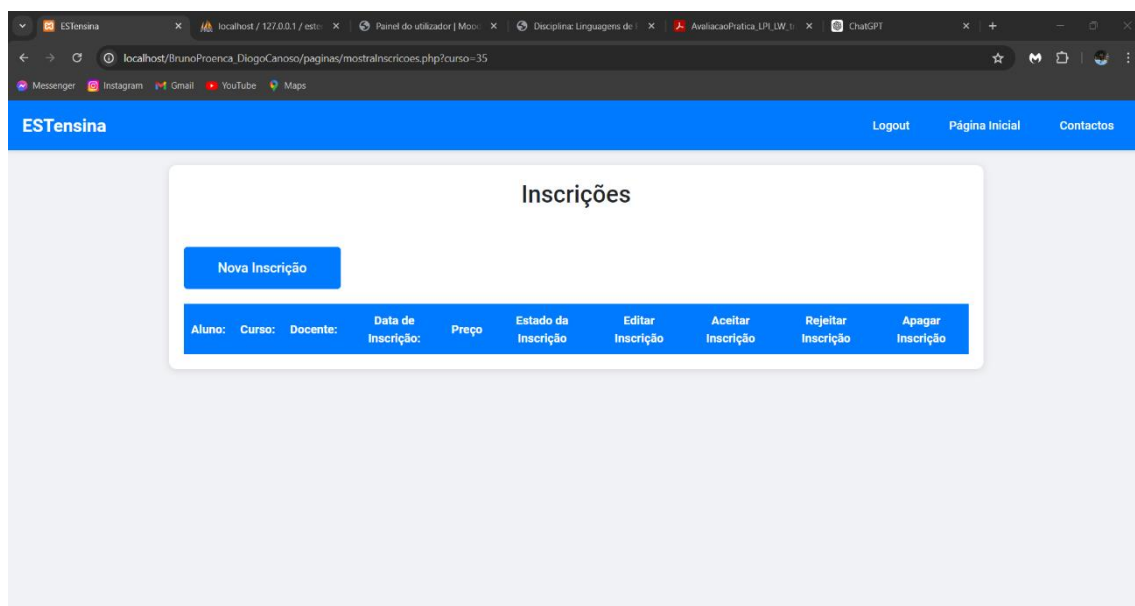 ESTensina
localhost / 127.0.0.1 / este
Painel do utilizador | Moo
Disciplina: Linguagens de
AvaliacaoPratica_LPI_LW_t
ChatGPT
localhost/BrunoProenca_DiogoCanoso/paginas/mostraInscricoes.php?curso=35
Messenger Instagram Gmail YouTube Maps
ESTensina Logout Página Inicial Contactos
Inscrições
Nova Inscrição
Aluno: Curso: Docente: Data de Inscrição: Preço Estado da Inscrição Editar Inscrição Aceitar Inscrição Rejeitar Inscrição Apagar Inscrição